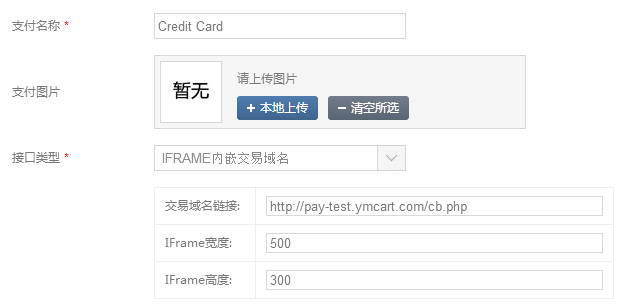 支付名称 * Credit Card
支付图片 暂无 请上传图片
+ 本地上传 − 清空所选
接口类型 * IFRAME内嵌交易域名
交易域名链接: http://pay-test.ymcart.com/cb.php
IFrame宽度: 500
IFrame高度: 300